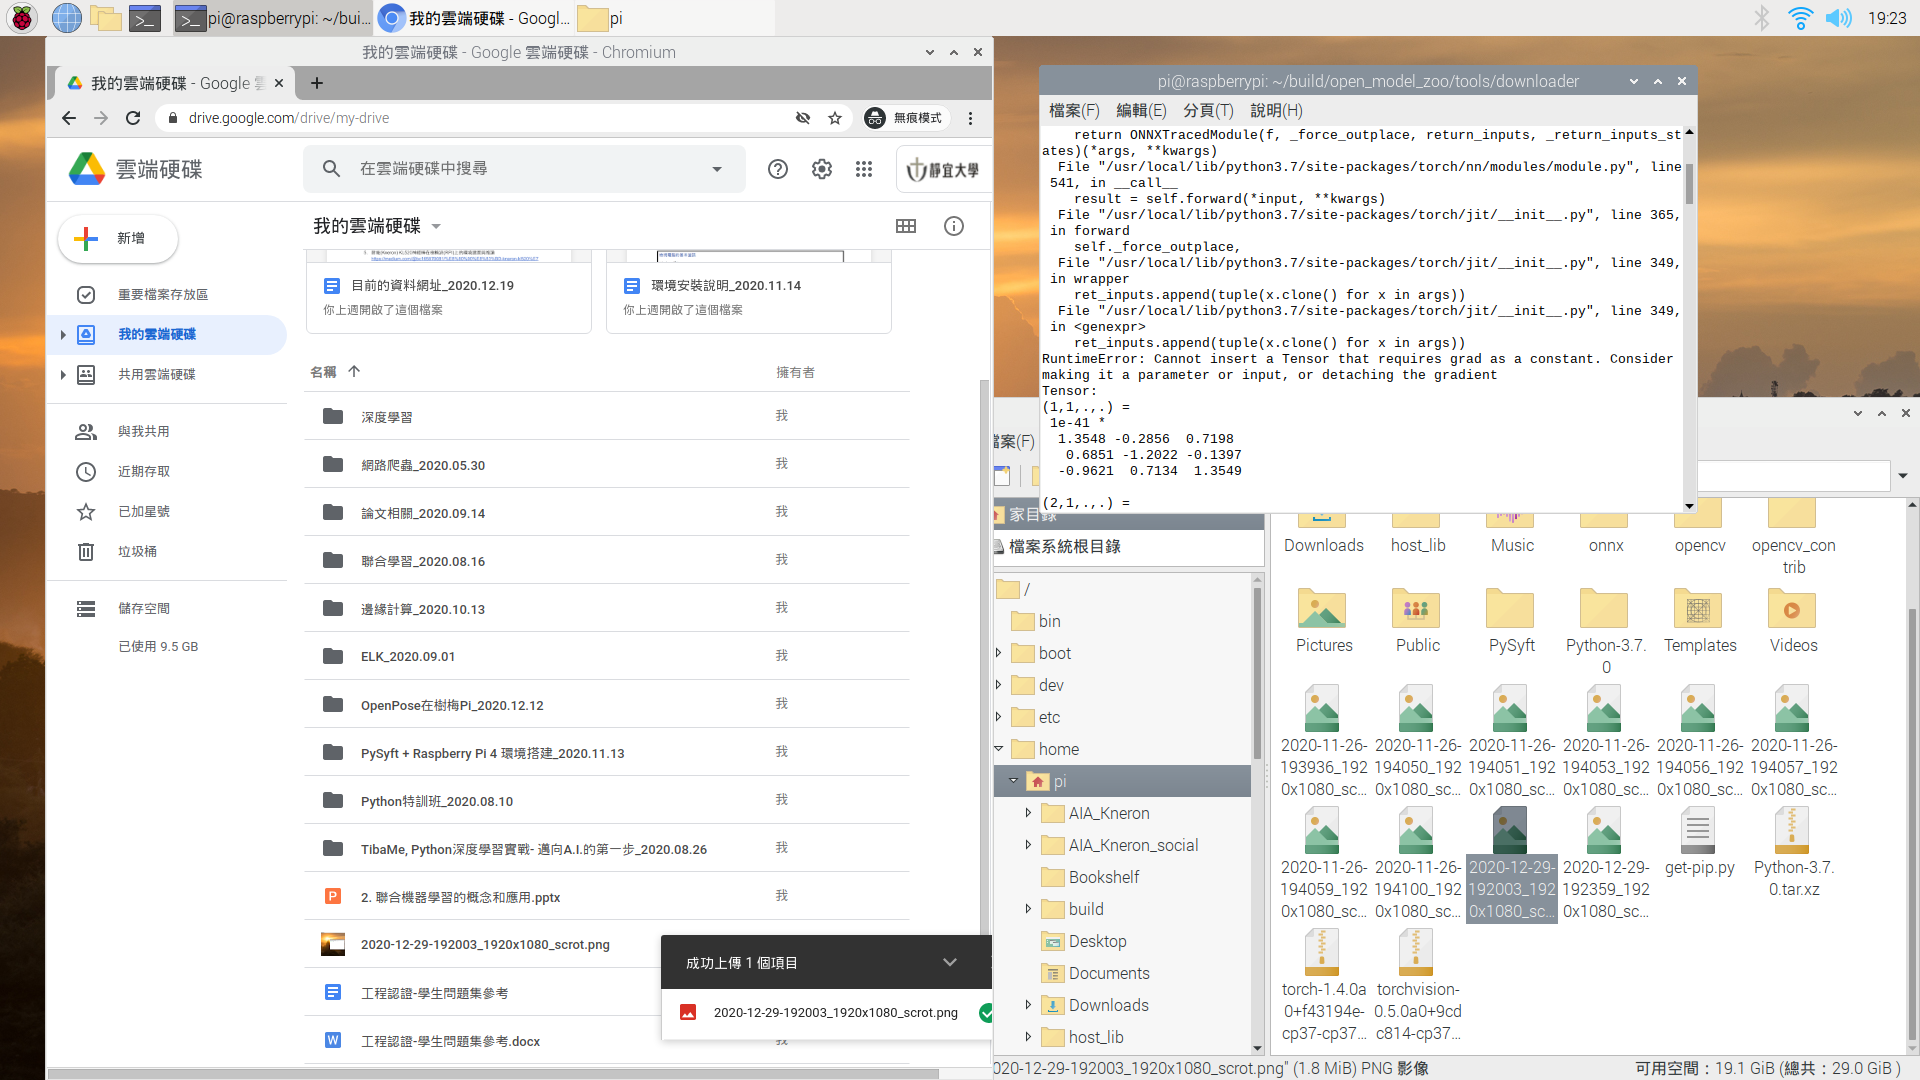 pi@raspberrypi: ~/bui...
我的雲端硬碟 - Googl...
pi
19:23
我的雲端硬碟 - Google 雲端硬碟 - Chromium
我的雲端硬碟 - Google 雲
drive.google.com/drive/my-drive
無痕模式
雲端硬碟
在雲端硬碟中搜尋
靜宜大學
新增
重要檔案存放區
我的雲端硬碟
共用雲端硬碟
與我共用
近期存取
已加星號
垃圾桶
儲存空間
已使用 9.5 GB
我的雲端硬碟
目前的資料網址_2020.12.19
你上週開啟了這個檔案
環境安裝說明_2020.11.14
你上週開啟了這個檔案
名稱
擁有者
深度學習 我
網路爬蟲_2020.05.30 我
論文相關_2020.09.14 我
聯合學習_2020.08.16 我
邊緣計算_2020.10.13 我
ELK_2020.09.01 我
OpenPose在樹梅Pi_2020.12.12 我
PySyft + Raspberry Pi 4 環境搭建_2020.11.13 我
Python特訓班_2020.08.10 我
TibaMe, Python深度學習實戰- 邁向A.I.的第一步_2020.08.26 我
2. 聯合機器學習的概念和應用.pptx 我
2020-12-29-192003_1920x1080_scrot.png
工程認證-學生問題集參考
工程認證-學生問題集參考.docx 我
成功上傳 1 個項目
2020-12-29-192003_1920x1080_scrot.png
pi@raspberrypi: ~/build/open_model_zoo/tools/downloader
檔案(F) 編輯(E) 分頁(T) 說明(H)
return ONNXTracedModule(f, _force_outplace, return_inputs, _return_inputs_st
ates)(*args, **kwargs)
File "/usr/local/lib/python3.7/site-packages/torch/nn/modules/module.py", line
541, in __call__
result = self.forward(*input, **kwargs)
File "/usr/local/lib/python3.7/site-packages/torch/jit/__init__.py", line 365,
in forward
self._force_outplace,
File "/usr/local/lib/python3.7/site-packages/torch/jit/__init__.py", line 349,
in wrapper
ret_inputs.append(tuple(x.clone() for x in args))
File "/usr/local/lib/python3.7/site-packages/torch/jit/__init__.py", line 349,
in <genexpr>
ret_inputs.append(tuple(x.clone() for x in args))
RuntimeError: Cannot insert a Tensor that requires grad as a constant. Consider
making it a parameter or input, or detaching the gradient
Tensor:
(1,1,.,.) =
1e-41 *
1.3548 -0.2856 0.7198
0.6851 -1.2022 -0.1397
-0.9621 0.7134 1.3549
(2,1,.,.) =
檔案(F)
家目錄
檔案系統根目錄
/
bin
boot
dev
etc
home
pi
AIA_Kneron
AIA_Kneron_social
Bookshelf
build
Desktop
Documents
Downloads
host_lib
Downloads
host_lib
Music
onnx
opencv
opencv_con
trib
Pictures
Public
PySyft
Python-3.7.
0
Templates
Videos
2020-11-26-
193936_192
0x1080_sc...
2020-11-26-
194050_192
0x1080_sc...
2020-11-26-
194051_192
0x1080_sc...
2020-11-26-
194053_192
0x1080_sc...
2020-11-26-
194056_192
0x1080_sc...
2020-11-26-
194057_192
0x1080_sc...
2020-11-26-
194059_192
0x1080_sc...
2020-11-26-
194100_192
0x1080_sc...
2020-12-29-
192003_192
0x1080_sc...
2020-12-29-
192359_192
0x1080_sc...
get-pip.py
Python-3.7.
0.tar.xz
torch-1.4.0a
0+f43194e-
cp37-cp37...
torchvision-
0.5.0a0+9cd
c814-cp37...
020-12-29-192003_1920x1080_scrot.png" (1.8 MiB) PNG 影像
可用空間：19.1 GiB (總共：29.0 GiB )